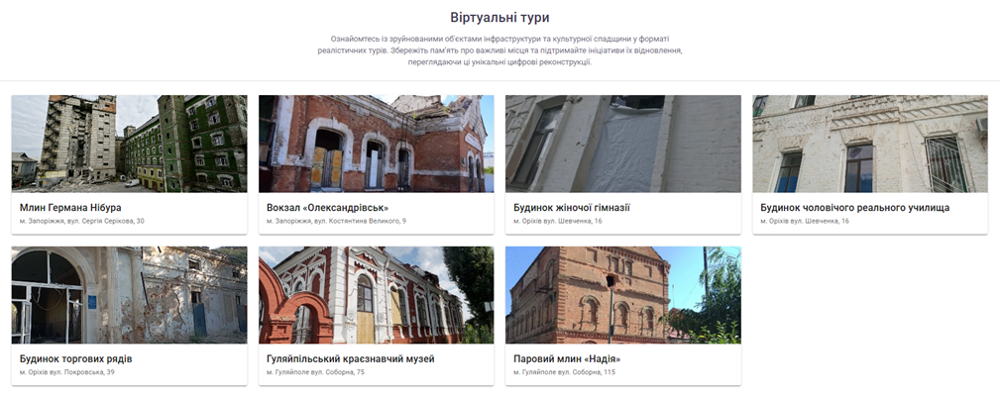 Віртуальні тури
Ознайомтесь із зруйнованими об'єктами інфраструктури та культурної спадщини у форматі
реалістичних турів. Збережіть пам'ять про важливі місця та підтримайте ініціативи їх відновлення,
переглядаючи ці унікальні цифрові реконструкції.
Млин Германа Нібура
м. Запоріжжя, вул. Сергія Серікова, 30
Вокзал «Олександрівськ»
м. Запоріжжя, вул. Костянтина Великого, 9
Будинок жіночої гімназії
м. Оріхів вул. Шевченка, 16
Будинок чоловічого реального училища
м. Оріхів вул. Шевченка, 16
Будинок торгових рядів
м. Оріхів вул. Покровська, 39
Гуляйпільський краєзнавчий музей
м. Гуляйполе вул. Соборна, 75
Паровий млин «Надія»
м. Гуляйполе вул. Соборна, 115